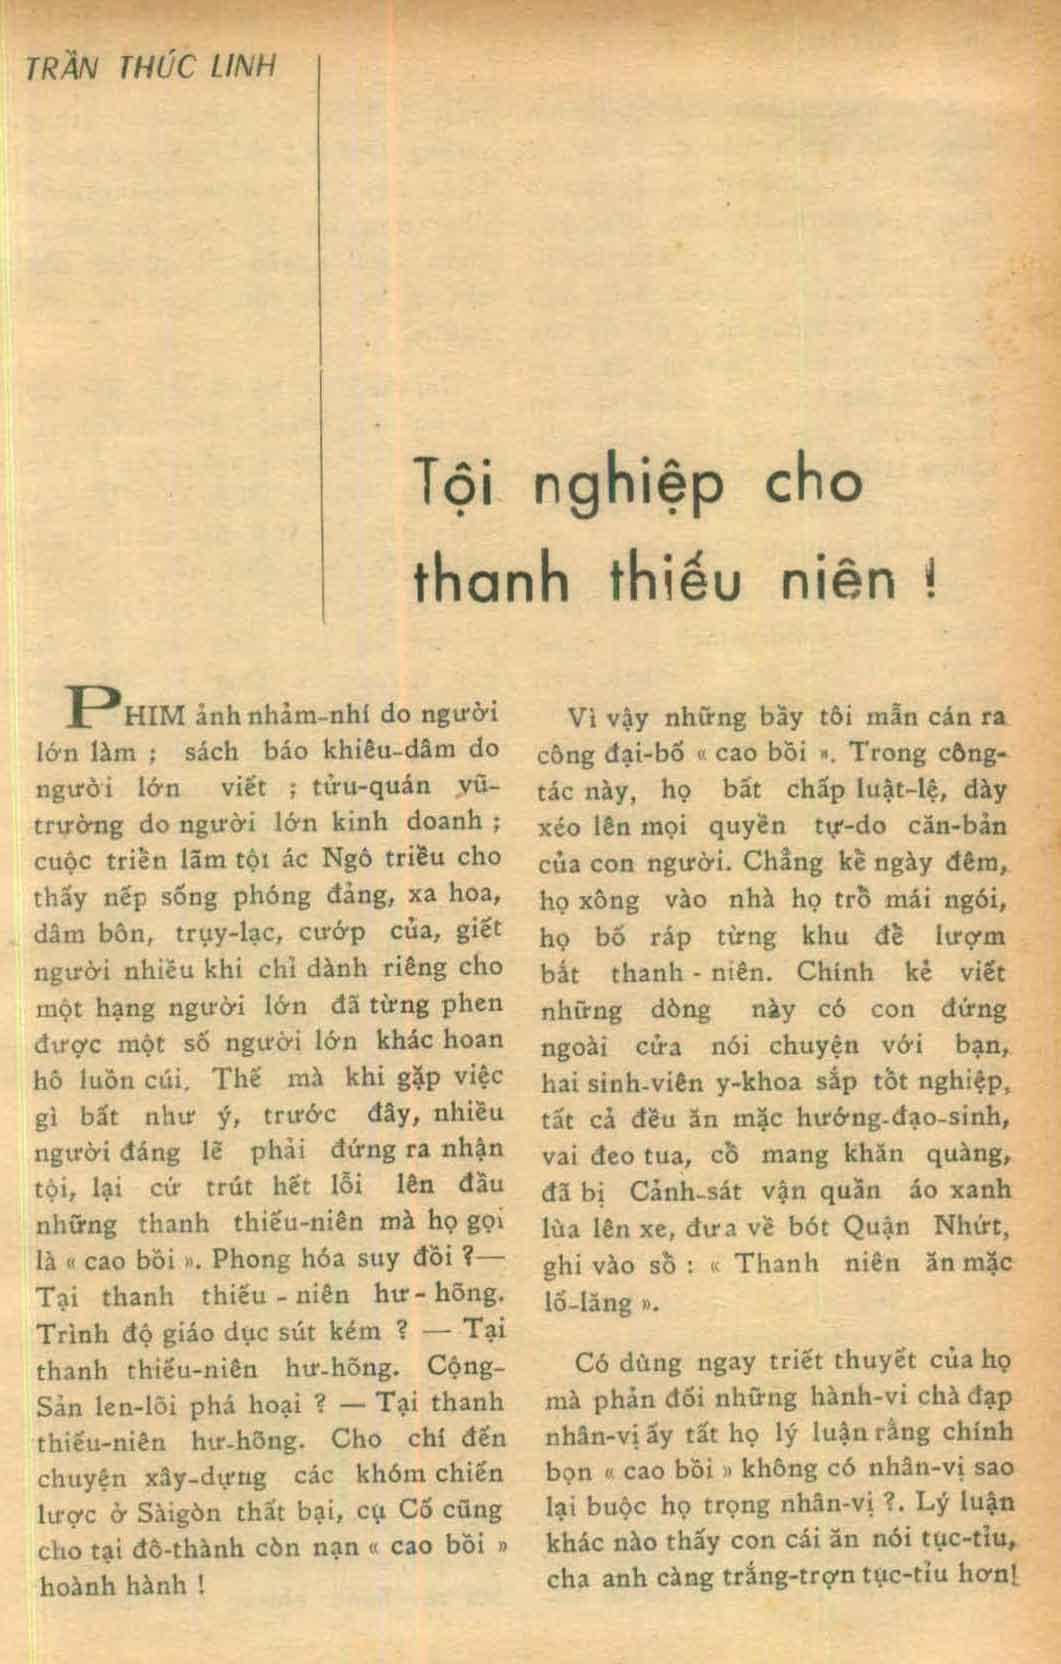 TRẦN THÚC LINH
Tội nghiệp cho
thanh thiếu niên !
PHIM ảnh nhảm-nhí do người
lớn làm ; sách báo khiêu-dâm do
người lớn viết ; tửu-quán vũ-
trường do người lớn kinh doanh ;
cuộc triển lãm tội ác Ngô triều cho
thấy nếp sống phóng đảng, xa hoa,
dâm bôn, trụy-lạc, cướp của, giết
người nhiều khi chỉ dành riêng cho
một hạng người lớn đã từng phen
được một số người lớn khác hoan
hô luồn cúi. Thế mà khi gặp việc
gì bất như ý, trước đây, nhiều
người đáng lẽ phải đứng ra nhận
tội, lại cứ trút hết lỗi lên đầu
những thanh thiếu-niên mà họ gọi
là « cao bồi ». Phong hóa suy đồi ?—
Tại thanh thiếu - niên hư - hõng.
Trình độ giáo dục sút kém ? — Tại
thanh thiếu-niên hư-hõng. Cộng-
Sản len-lõi phá hoại ? — Tại thanh
thiếu-niên hư-hõng. Cho chí đến
chuyện xây-dựng các khóm chiến
lược ở Sàigòn thất bại, cụ Cố cũng
cho tại đô-thành còn nạn « cao bồi »
hoành hành !
Vì vậy những bầy tôi mẫn cán ra
công đại-bố « cao bồi ». Trong công-
tác này, họ bất chấp luật-lệ, dày
xéo lên mọi quyền tự-do căn-bản
của con người. Chẳng kể ngày đêm,
họ xông vào nhà họ trổ mái ngói,
họ bố ráp từng khu để lượm
bắt thanh - niên. Chính kẻ viết
những dòng này có con đứng
ngoài cửa nói chuyện với bạn,
hai sinh-viên y-khoa sắp tốt nghiệp,
tất cả đều ăn mặc hướng-đạo-sinh,
vai đeo tua, cổ mang khăn quàng,
đã bị Cảnh-sát vận quần áo xanh
lùa lên xe, đưa về bót Quận Nhứt,
ghi vào sổ : « Thanh niên ăn mặc
lố-lăng ».
Có dùng ngay triết thuyết của họ
mà phản đối những hành-vi chà đạp
nhân-vị ấy tất họ lý luận rằng chính
bọn « cao bồi » không có nhân-vị sao
lại buộc họ trọng nhân-vị ?. Lý luận
khác nào thấy con cái ăn nói tục-tỉu,
cha anh càng trắng-trợn tục-tỉu hơn!